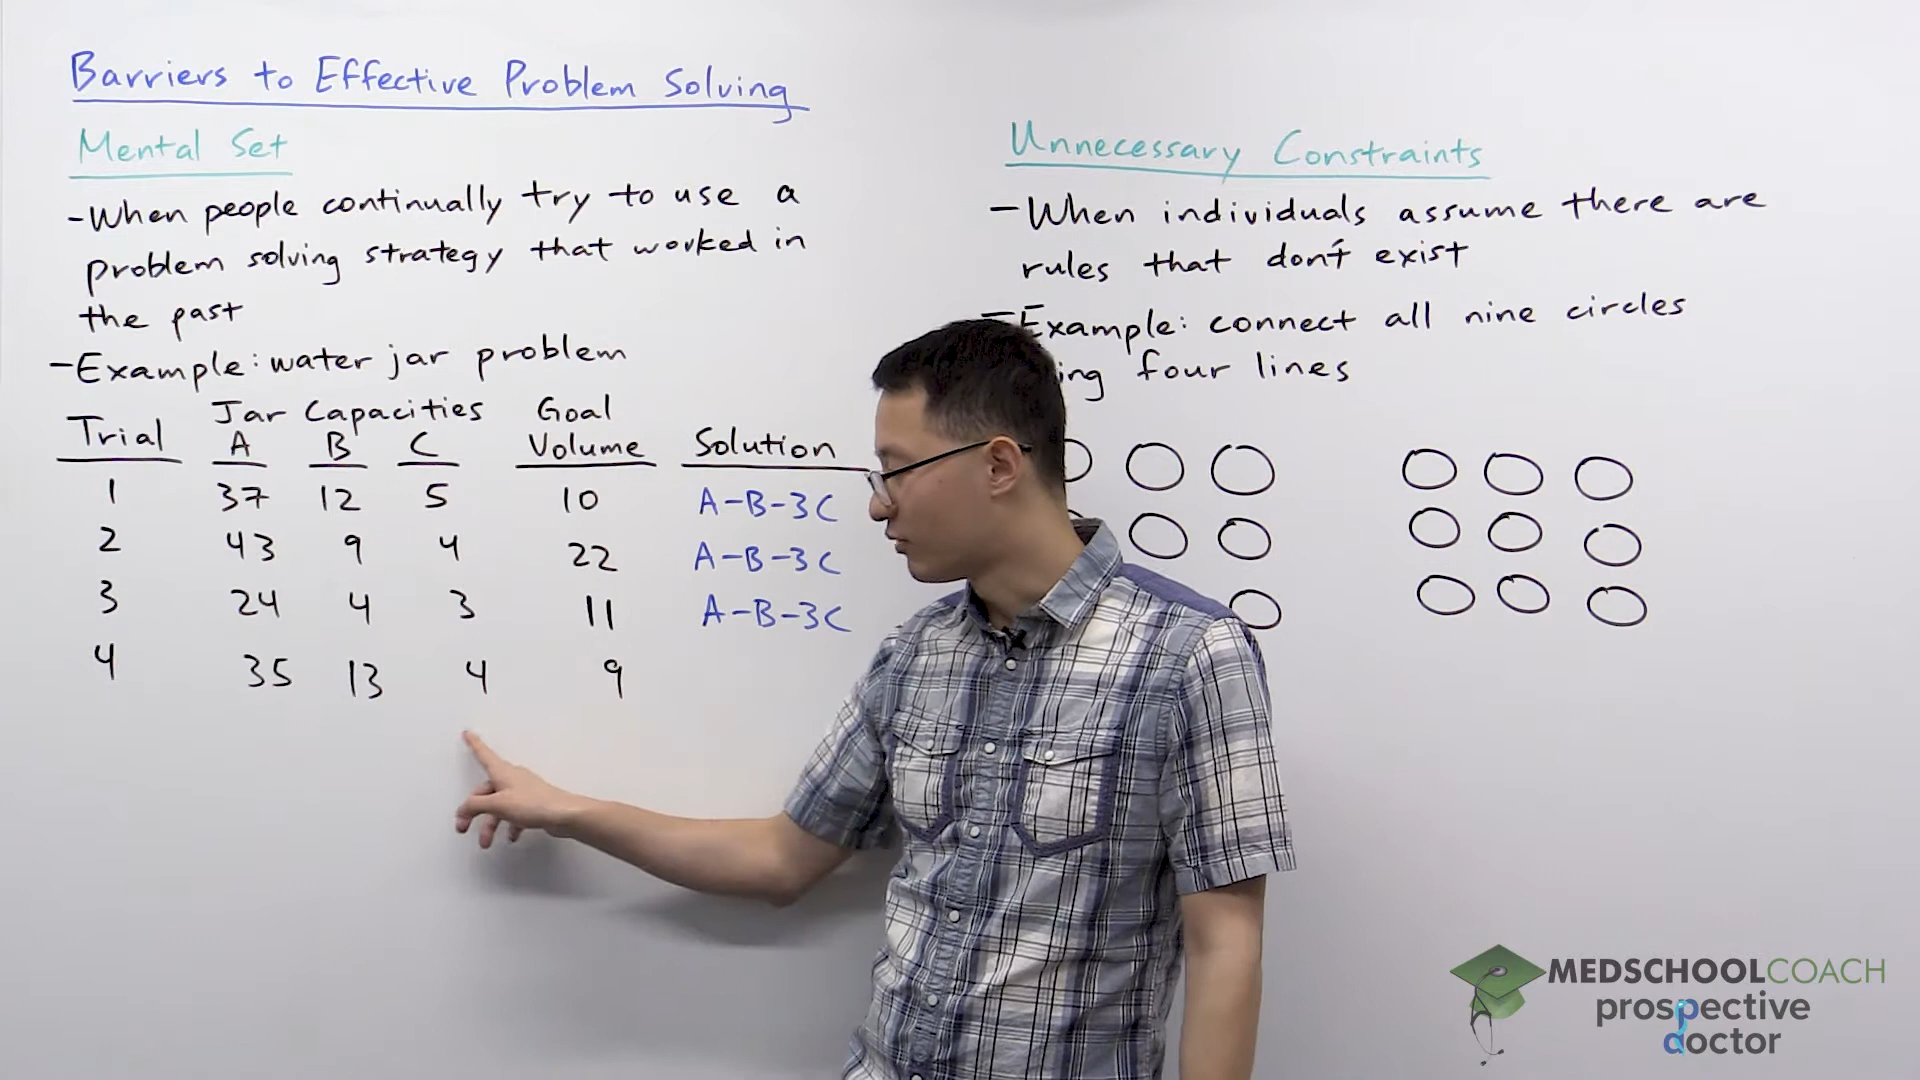 Barriers to Effective Problem Solving
Mental Set
-When people continually try to use a
problem solving strategy that worked in
the past
-Example: water jar problem
Trial Jar Capacities Goal
A B C Volume Solution
1 37 12 5 10 A-B-3C
2 43 9 4 22 A-B-3C
3 24 4 3 11 A-B-3C
4 35 13 4 9
Unnecessary Constraints
-When individuals assume there are
rules that don't exist
-Example: connect all nine circles
four lines
MEDSCHOOLCOACH
prospective
doctor